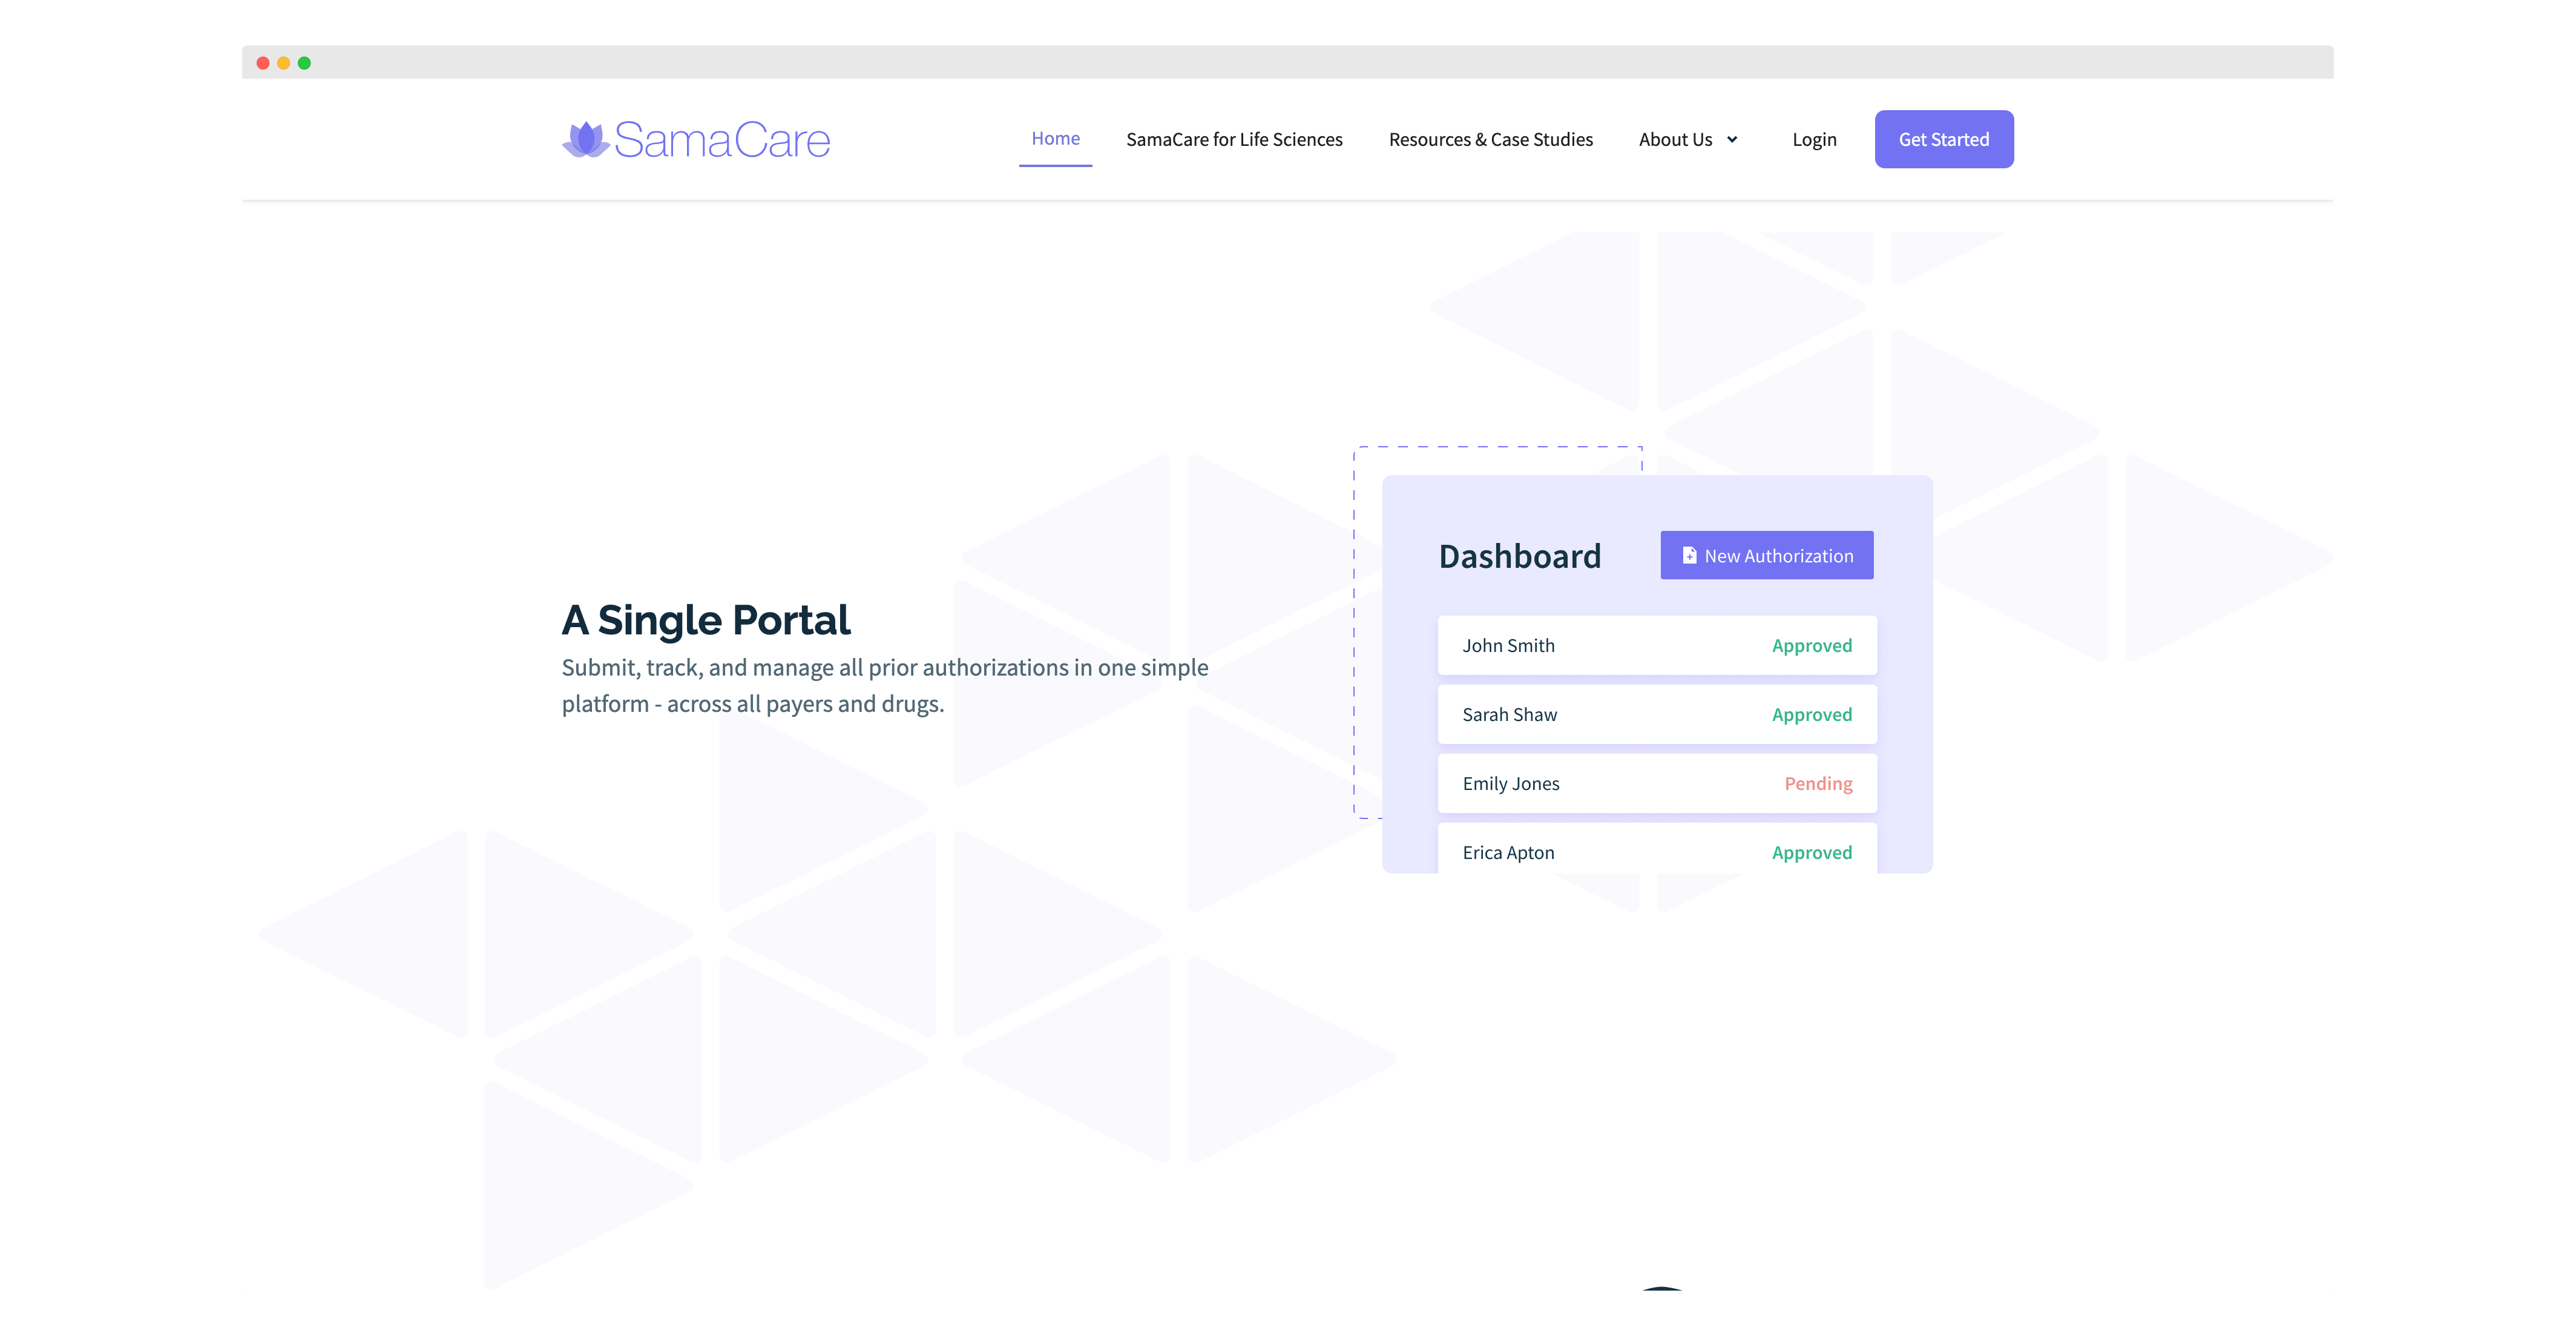 SamaCare
Home
SamaCare for Life Sciences
Resources & Case Studies
About Us
Login
Get Started
A Single Portal
Submit, track, and manage all prior authorizations in one simple
platform - across all payers and drugs.
Dashboard
New Authorization
John Smith Approved
Sarah Shaw Approved
Emily Jones Pending
Erica Apton Approved